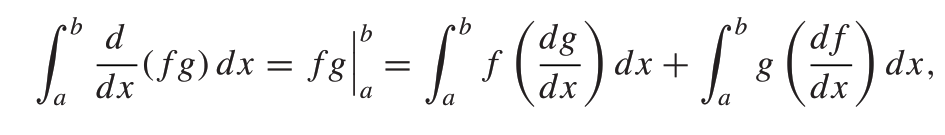 ∫_a^b d/dx (fg) dx = fg|_a^b = ∫_a^b f (dg/dx) dx + ∫_a^b g (df/dx) dx,